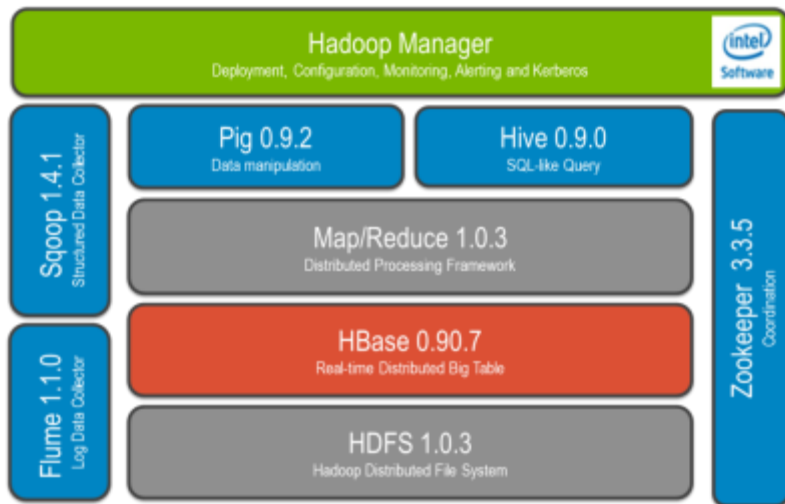 Hadoop Manager
Deployment, Configuration, Monitoring, Alerting and Kerberos
intel
Software
Sqoop 1.4.1
Structured Data Collector
Flume 1.1.0
Log Data Collector
Pig 0.9.2
Data manipulation
Hive 0.9.0
SQL-like Query
Map/Reduce 1.0.3
Distributed Processing Framework
HBase 0.90.7
Real-time Distributed Big Table
HDFS 1.0.3
Hadoop Distributed File System
Zookeeper 3.3.5
Coordination